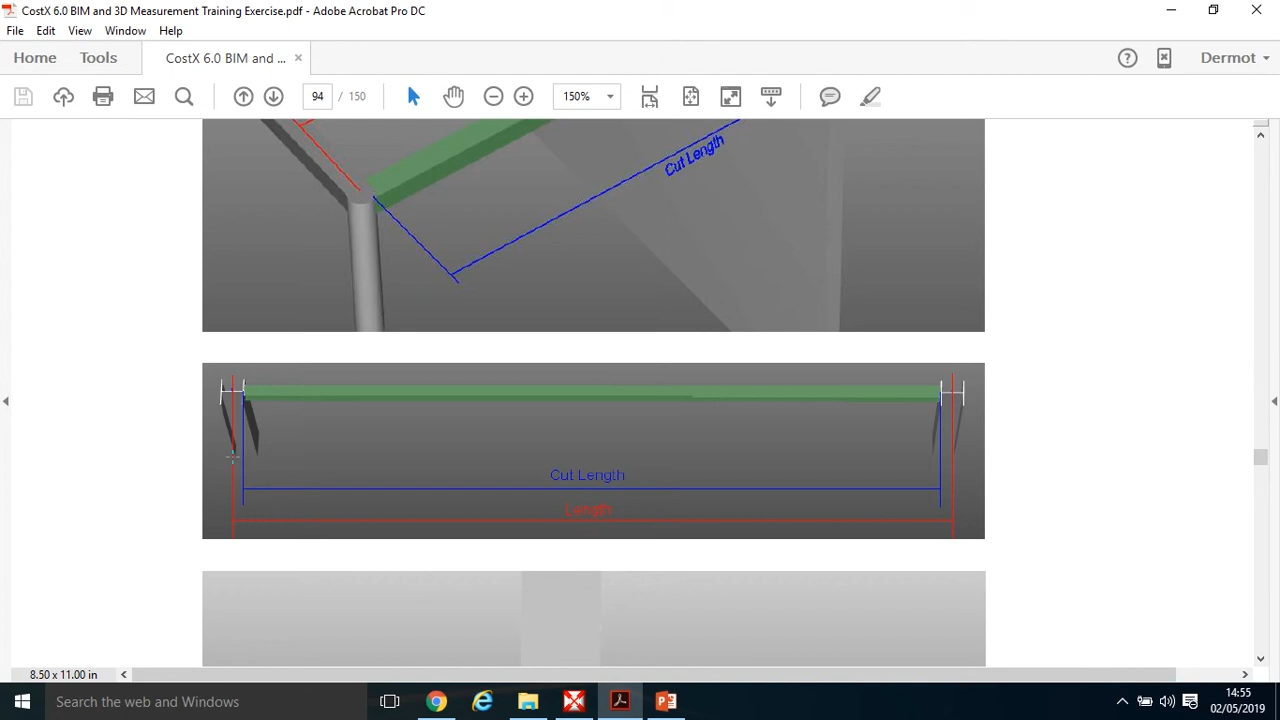 CostX 6.0 BIM and 3D Measurement Training Exercise.pdf - Adobe Acrobat Pro DC
File Edit View Window Help
Home Tools CostX 6.0 BIM and ... × Dermot
94 / 150 150%
Cut Length
Cut Length
Length
8.50 x 11.00 in
Search the web and Windows
14:55
02/05/2019